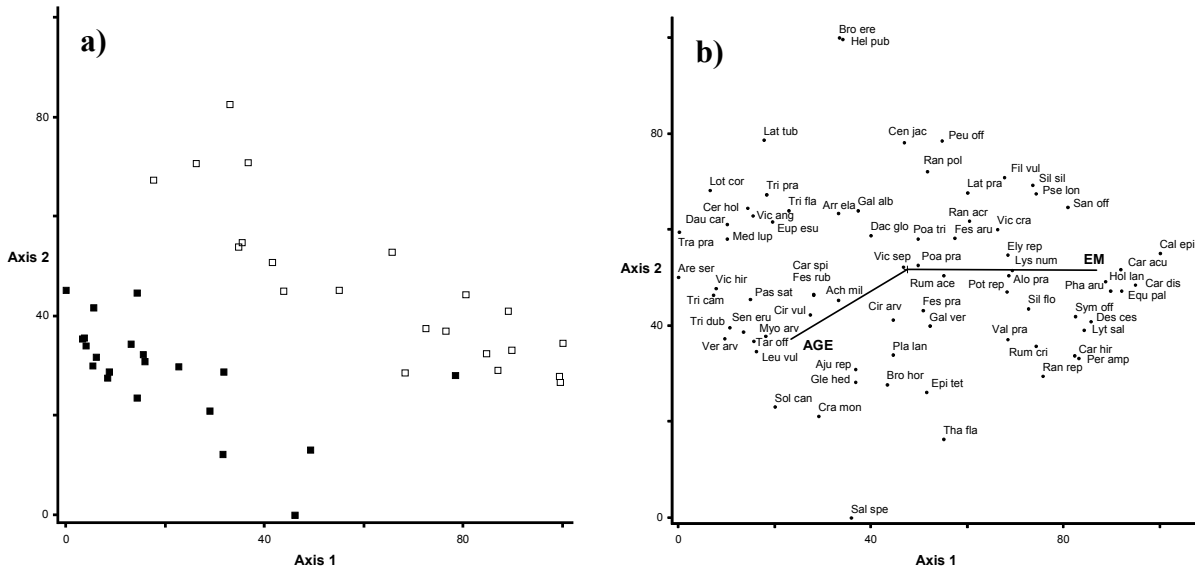 a)
80
Axis 2
40
0
0
40
80
Axis 1
b)
Bro ere
Hel pub
80
Lat tub
Cen jac
Peu off
Ran pol
Fil vul
Sil sil
Lot cor
Tri pra
Lat pra
Pse lon
San off
Cer hol
Tri fla
Arr ela
Gal alb
Vic ang
Ran acr
Dau car
Eup esu
Dac glo
Poa tri
Fes aru
Vic cra
Tra pra
Med lup
Ely rep
Cal epi
Axis 2
Vic sep
Poa pra
Lys num
EM
Car acu
Are ser
Car spi
Rum ace
Alo pra
Hol lan
Vic hir
Fes rub
Pot rep
Pha aru
Car dis
Tri cam
Pas sat
Ach mil
Equ pal
Cir vul
Fes pra
Sil flo
Sym off
40
Tri dub
Sen eru
Cir arv
Gal ver
Des ces
Ver arv
Myo arv
Val pra
Lyt sal
Tar off
AGE
Leu vul
Pla lan
Rum cri
Car hir
Aju rep
Ran rep
Per amp
Gle hed
Bro hor
Epi tet
Sol can
Cra mon
Tha fla
Sal spe
0
0
40
80
Axis 1